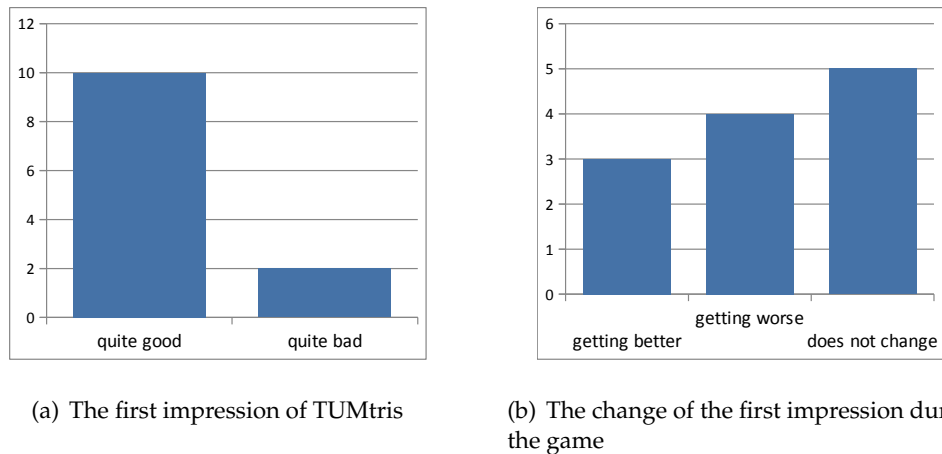 12
10
8
6
4
2
0
quite good quite bad
(a) The first impression of TUMtris
6
5
4
3
2
1
0
getting worse
getting better does not change
(b) The change of the first impression
the game